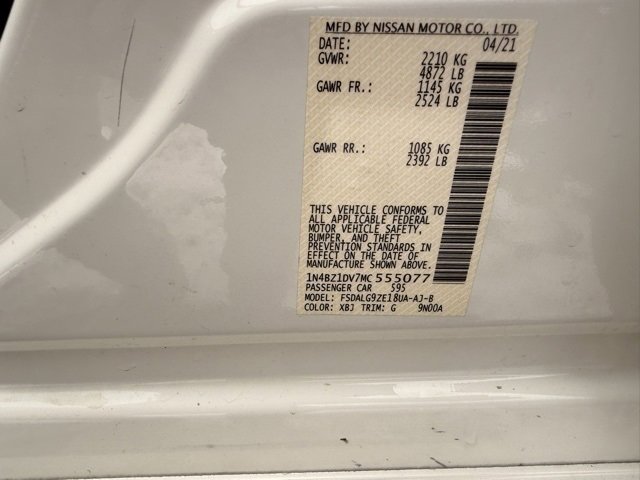 MFD BY NISSAN MOTOR CO., LTD.
DATE: 04/21
GVWR: 2210 KG
4872 LB
GAWR FR.: 1145 KG
2524 LB
GAWR RR.: 1085 KG
2392 LB
THIS VEHICLE CONFORMS TO
ALL APPLICABLE FEDERAL
MOTOR VEHICLE SAFETY,
BUMPER, AND THEFT
PREVENTION STANDARDS IN
EFFECT ON THE DATE OF
MANUFACTURE SHOWN ABOVE.
1N4BZ1DV7MC 555077
PASSENGER CAR 595
MODEL: FSDALG9ZE18UA-AJ-B
COLOR: XBJ TRIM: G 9N00A